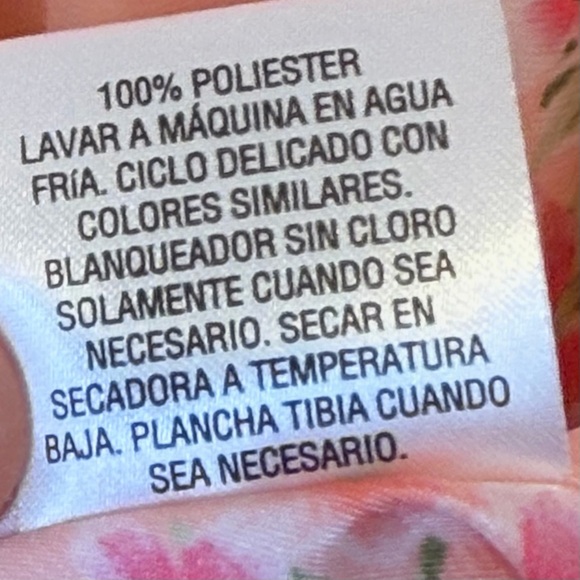 100% POLIESTER
LAVAR A MÁQUINA EN AGUA
FRÍA. CICLO DELICADO CON
COLORES SIMILARES.
BLANQUEADOR SIN CLORO
SOLAMENTE CUANDO SEA
NECESARIO. SECAR EN
SECADORA A TEMPERATURA
BAJA. PLANCHA TIBIA CUANDO
SEA NECESARIO.